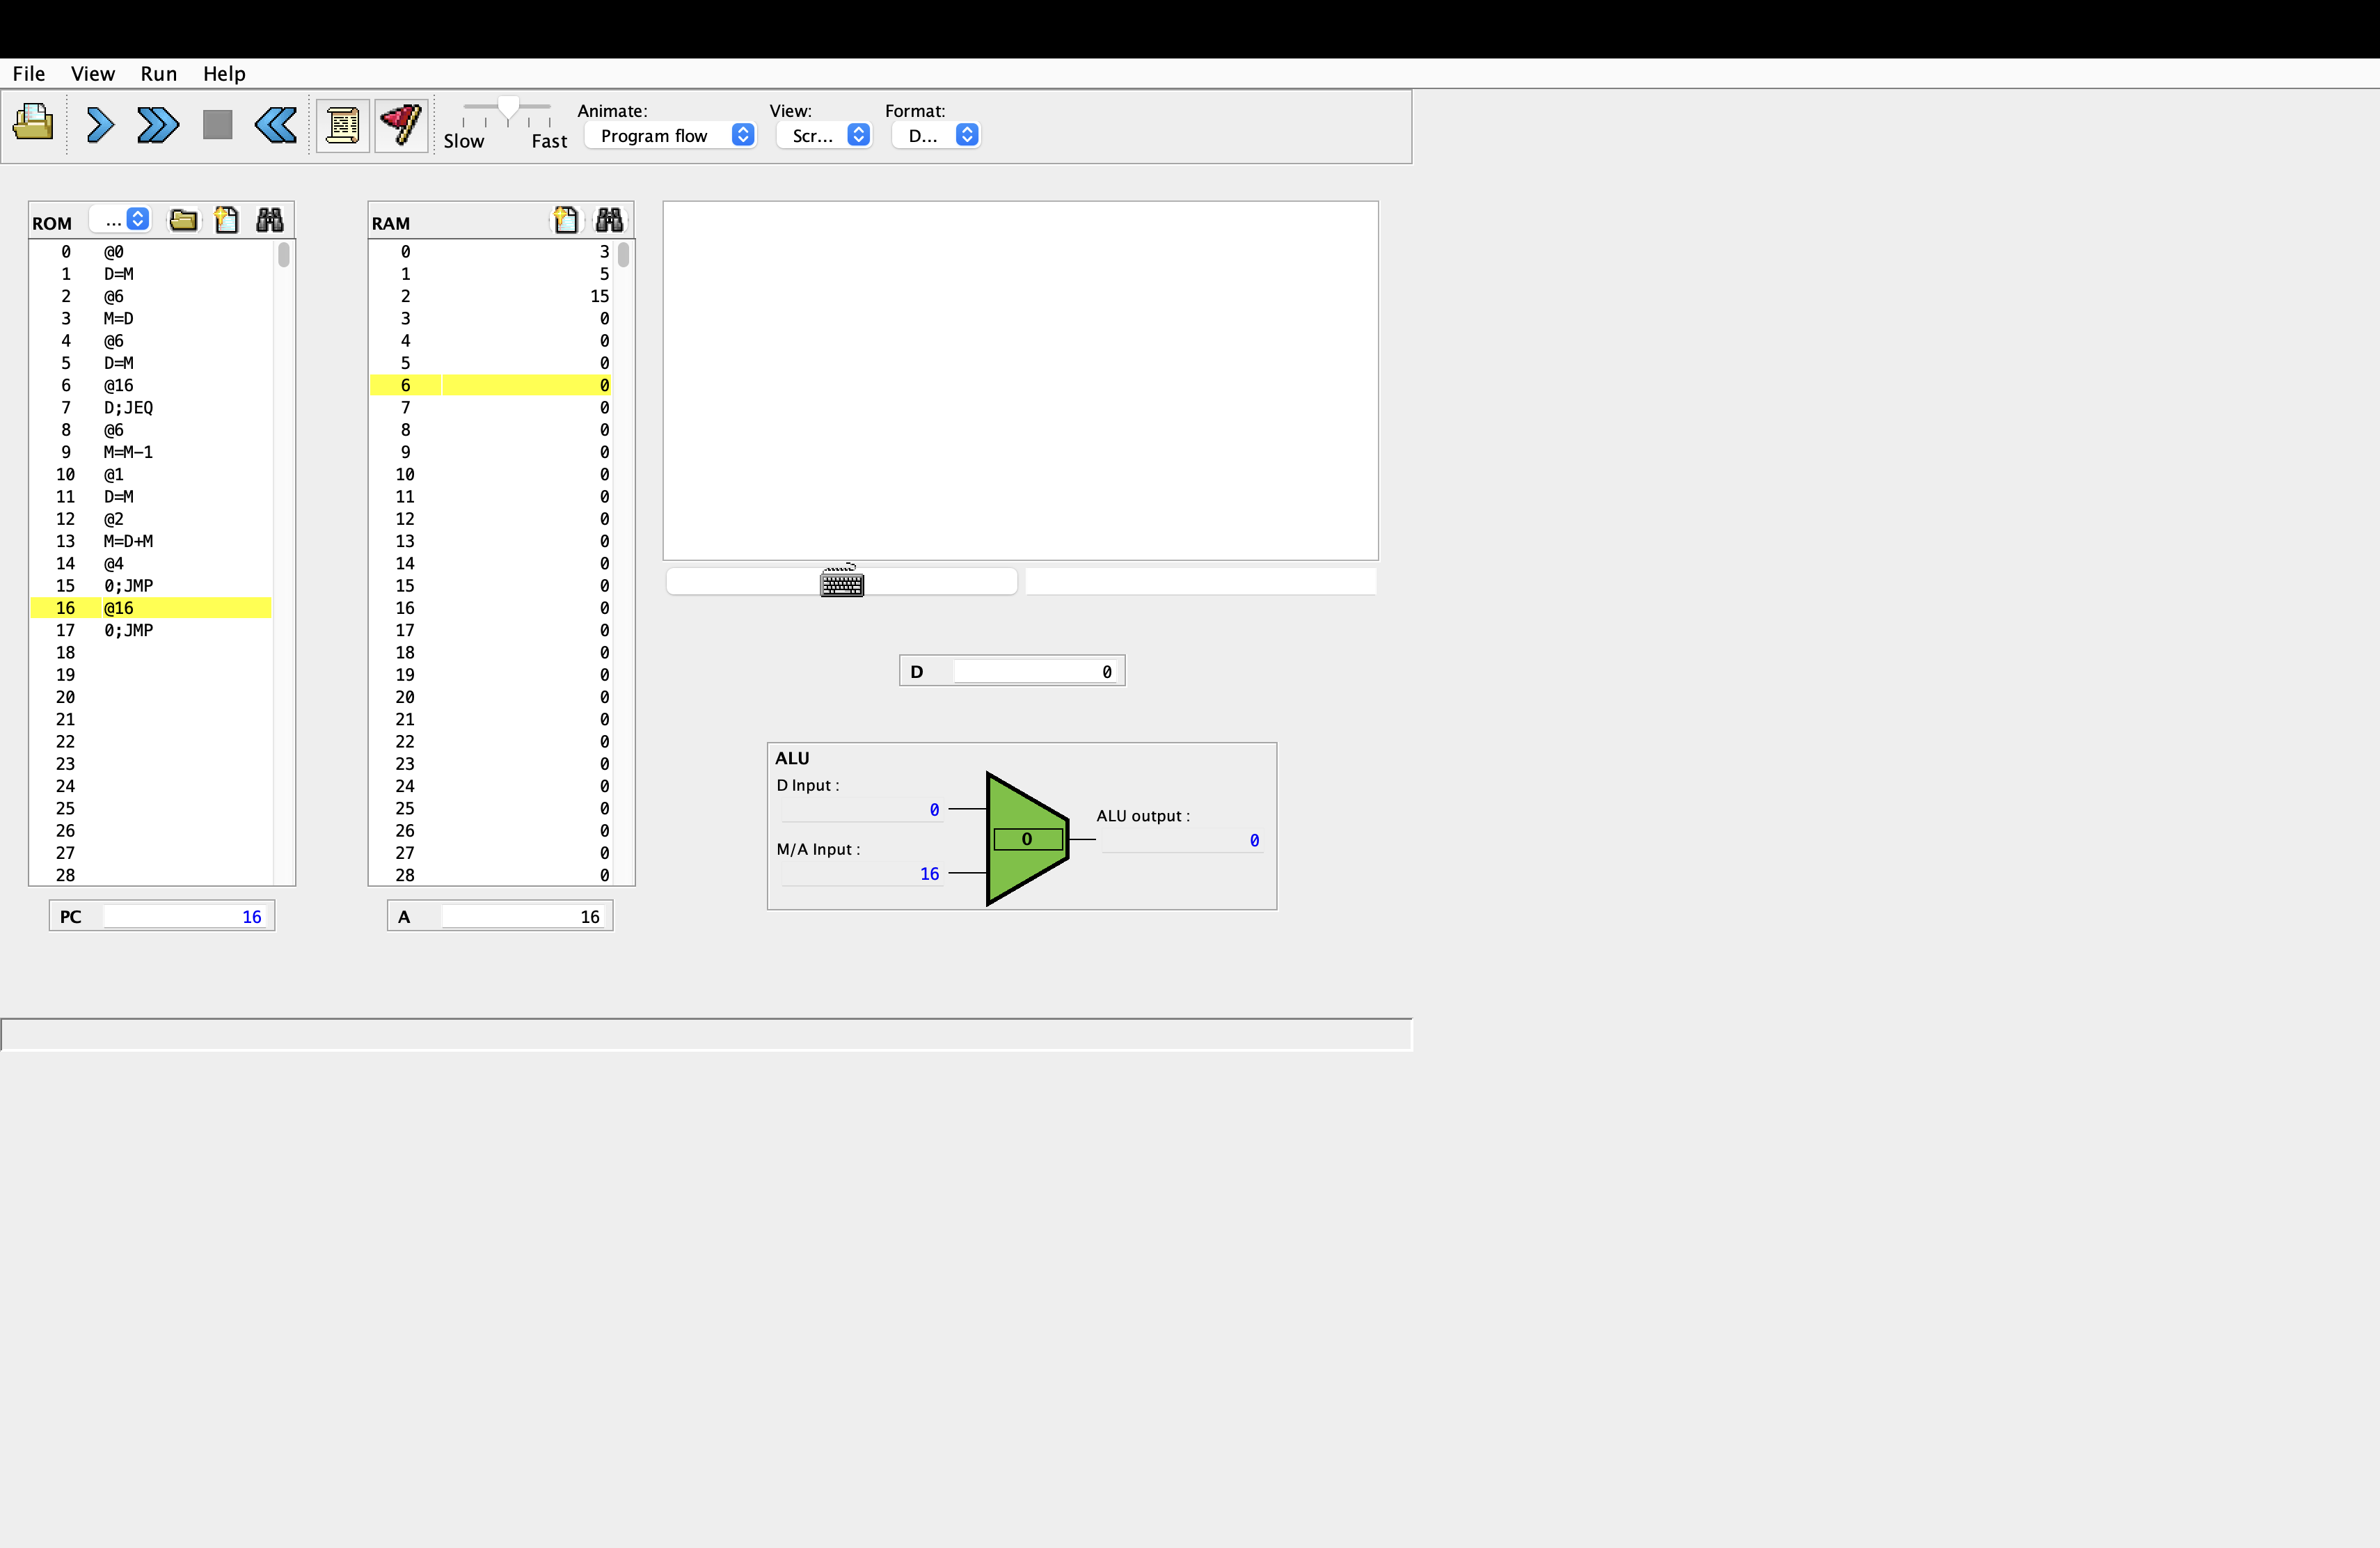 File View Run Help
Animate: View: Format:
Slow Fast Program flow Scr... D...
ROM ...
0 @0
1 D=M
2 @6
3 M=D
4 @6
5 D=M
6 @16
7 D;JEQ
8 @6
9 M=M-1
10 @1
11 D=M
12 @2
13 M=D+M
14 @4
15 0;JMP
16 @16
17 0;JMP
18
19
20
21
22
23
24
25
26
27
28
PC 16
RAM
0 3
1 5
2 15
3 0
4 0
5 0
6 0
7 0
8 0
9 0
10 0
11 0
12 0
13 0
14 0
15 0
16 0
17 0
18 0
19 0
20 0
21 0
22 0
23 0
24 0
25 0
26 0
27 0
28 0
A 16
D 0
ALU
D Input :
0
M/A Input :
16
0
ALU output :
0